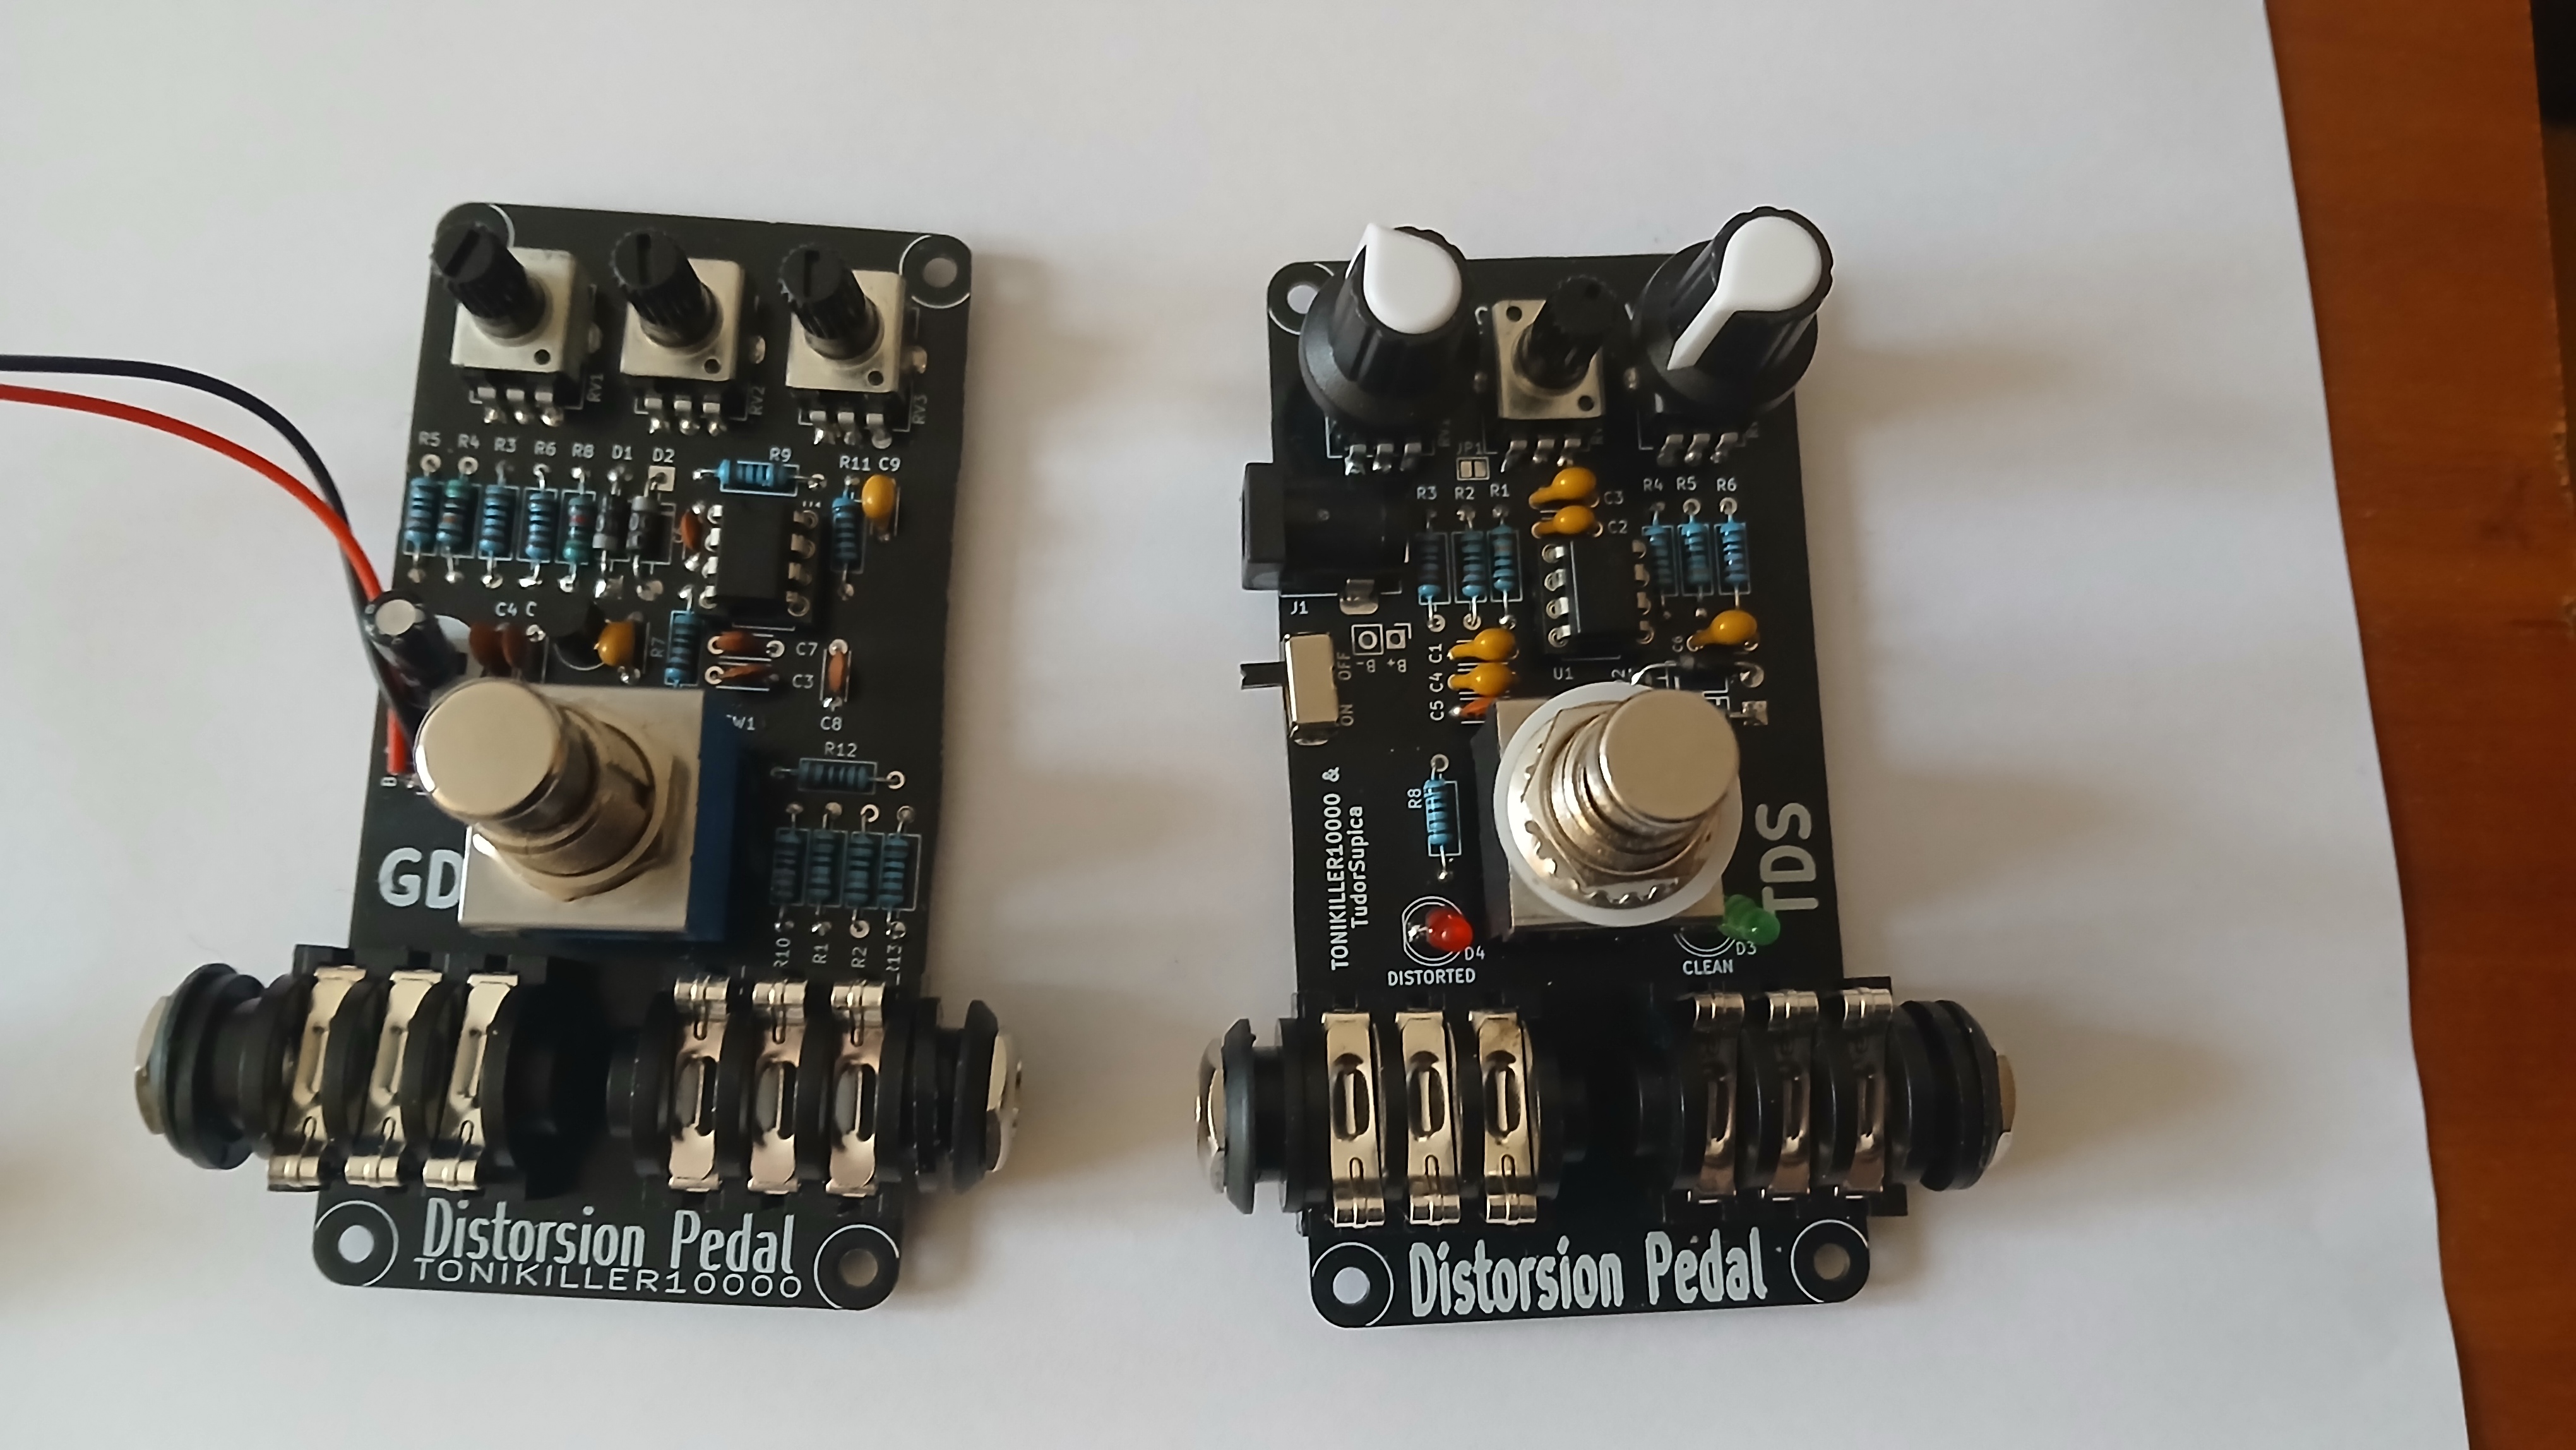 GD
B
Distorsion Pedal
TONIKILLER10000
R5
R4
R3
R6
R8
D1
D2
C4
C
R7
RV1
RV2
RV3
R9
R10
R1
R2
R13
R12
C3
C7
C8
R11
C9
TONIKILLER10000 &
TudorSupica
ON OFF
J1
B-
B+
DISTORTED
D4
R8
C5 C4 C1
R3
R2
R1
JP1
U1
C2
C3
R4
R5
R6
C6
CLEAN
D3
TDS
Distorsion Pedal